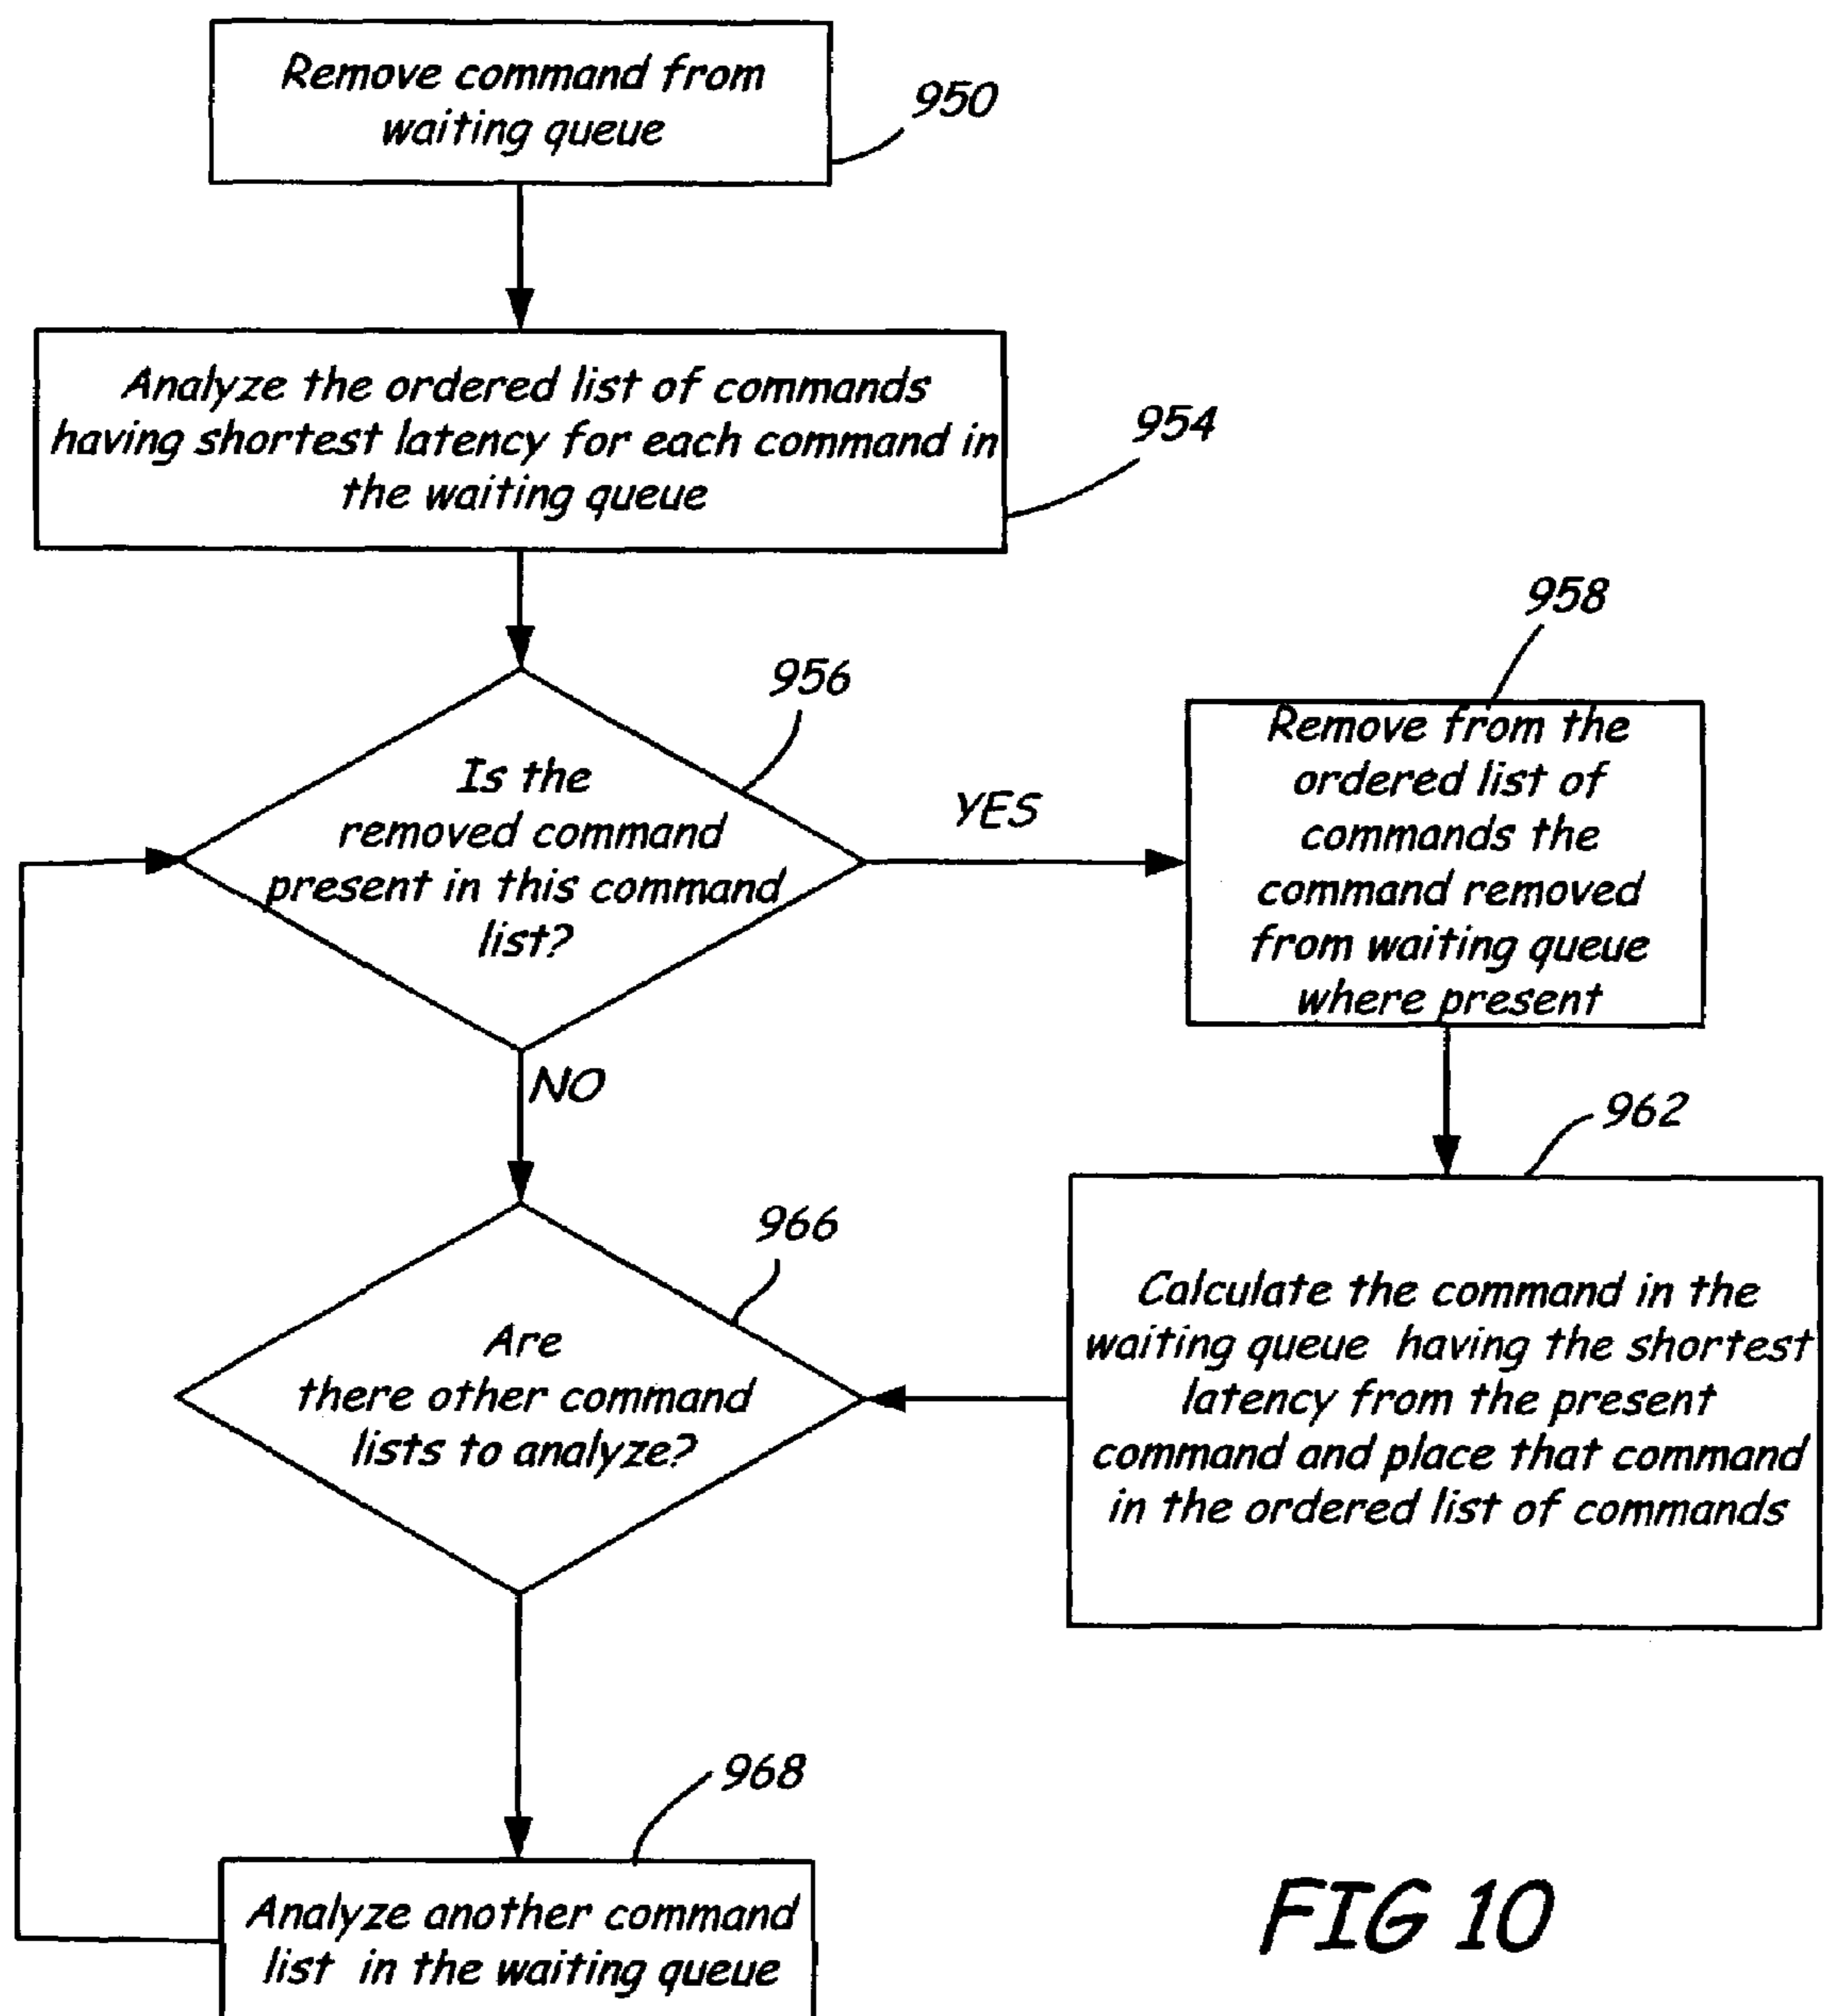 Remove command from
waiting queue
950
Analyze the ordered list of commands
having shortest latency for each command in
the waiting queue
954
956
Is the
removed command
present in this command
list?
YES
958
Remove from the
ordered list of
commands the
command removed
from waiting queue
where present
NO
962
Calculate the command in the
waiting queue having the shortest
latency from the present
command and place that command
in the ordered list of commands
966
Are
there other command
lists to analyze?
968
Analyze another command
list in the waiting queue
FIG 10